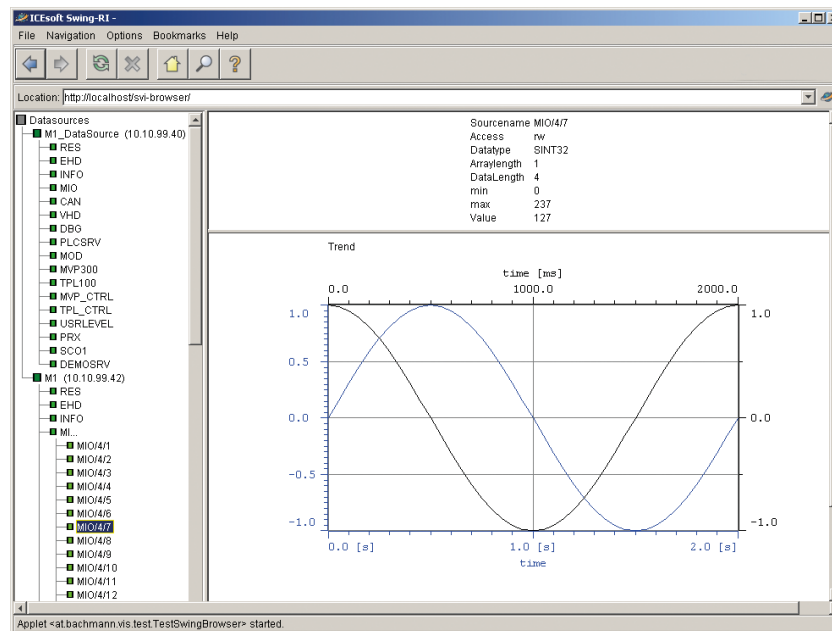 ICEsoft Swing-RI -
File Navigation Options Bookmarks Help
Location: http://localhost/svi-browser/
Datasources
M1_DataSource (10.10.99.40)
RES
EHD
INFO
MIO
CAN
VHD
DBG
PLCSRV
MOD
MVP300
TPL100
MVP_CTRL
TPL_CTRL
USRLEVEL
PRX
SCO1
DEMOSRV
M1 (10.10.99.42)
RES
EHD
INFO
MI...
MIO/4/1
MIO/4/2
MIO/4/3
MIO/4/4
MIO/4/5
MIO/4/6
MIO/4/7
MIO/4/8
MIO/4/9
MIO/4/10
MIO/4/11
MIO/4/12
Sourcename MIO/4/7
Access rw
Datatype SINT32
Arraylength 1
DataLength 4
min 0
max 237
Value 127
Trend
time [ms]
0.0 1000.0 2000.0
1.0 1.0
0.5
0.0 0.0
-0.5
-1.0 -1.0
0.0 [s] 1.0 [s] 2.0 [s]
time
Applet <at.bachmann.vis.test.TestSwingBrowser> started.